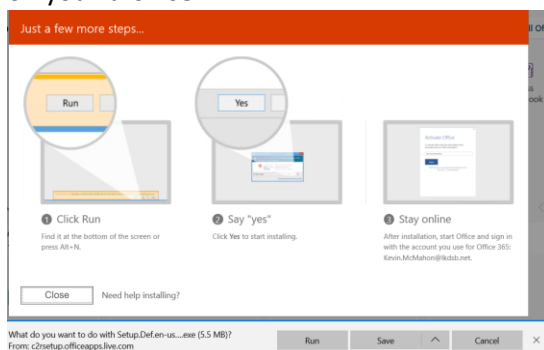 Just a few more steps...
Run
Yes
Activate Office
1 Click Run
Find it at the bottom of the screen or
press Alt+N.
2 Say "yes"
Click Yes to start installing.
3 Stay online
After installation, start Office and sign in
with the account you use for Office 365:
Kevin.McMahon@lkdsb.net.
Close Need help installing?
What do you want to do with Setup.Def.en-us....exe (5.5 MB)?
From: c2rsetup.officeapps.live.com
Run Save Cancel